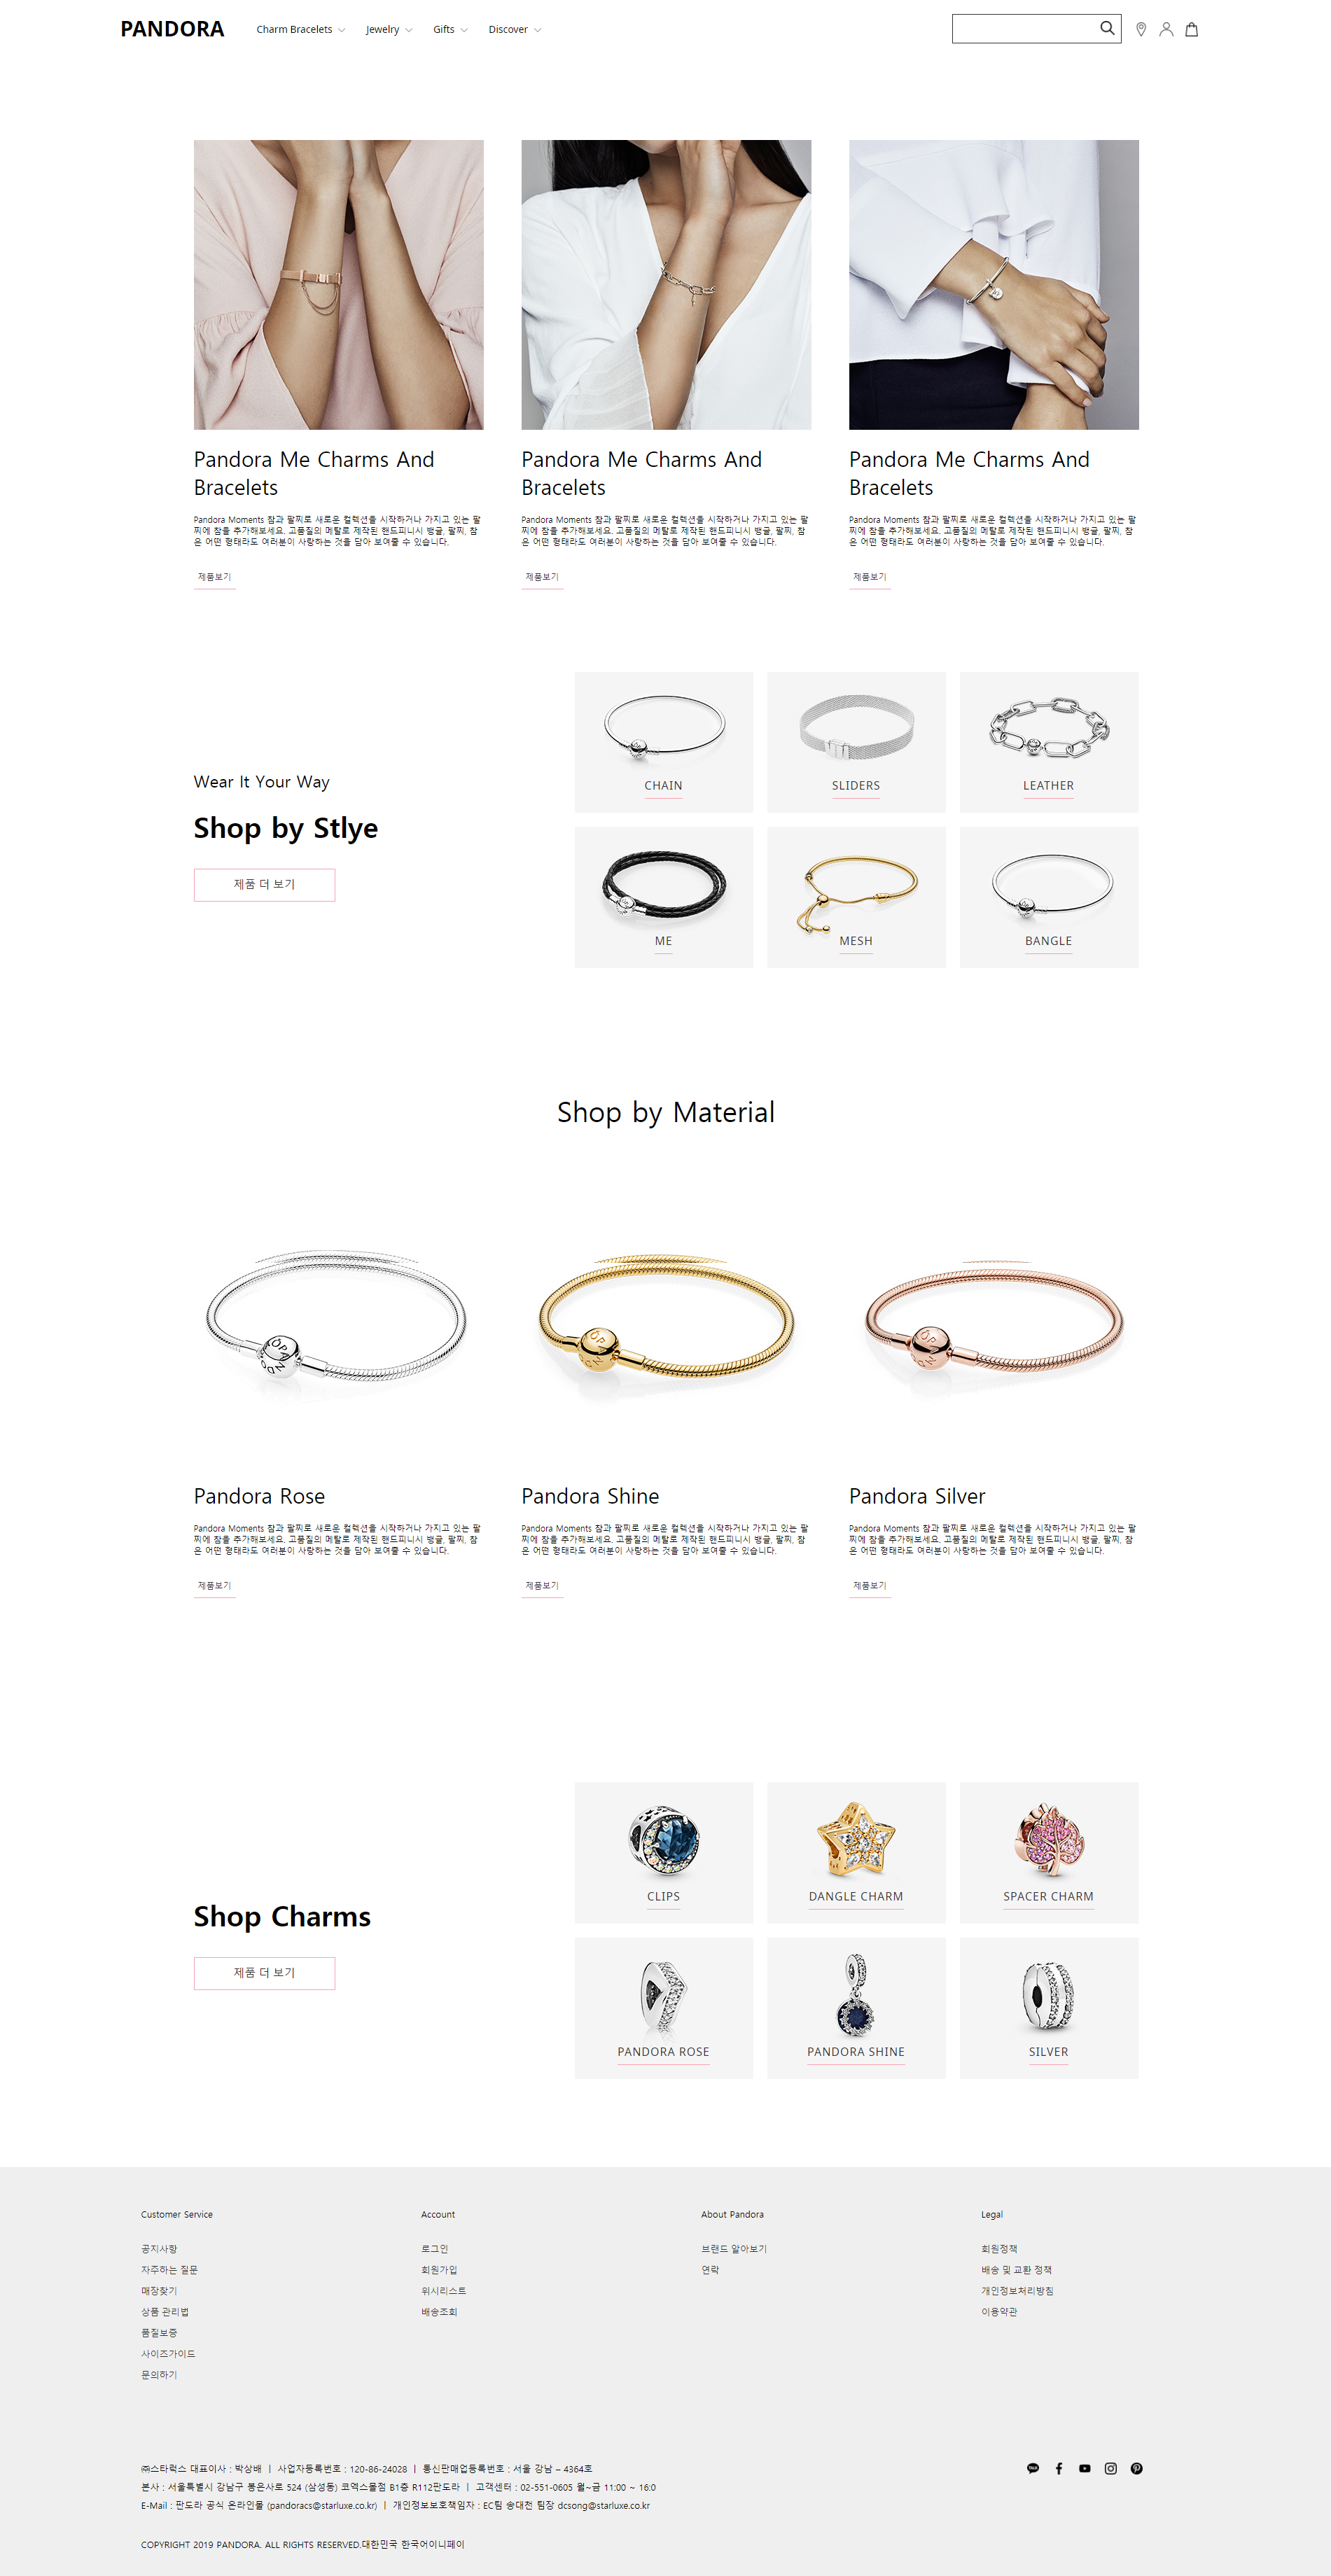 PANDORA Charm Bracelets Jewelry Gifts Discover
Pandora Me Charms And
Bracelets
Pandora Moments 참과 팔찌로 새로운 컬렉션을 시작하거나 가지고 있는 팔
찌에 참을 추가해보세요. 고품질의 메탈로 제작된 핸드피니시 뱅글, 팔찌, 참
은 어떤 형태라도 여러분이 사랑하는 것을 담아 보여줄 수 있습니다.
제품보기
Pandora Me Charms And
Bracelets
Pandora Moments 참과 팔찌로 새로운 컬렉션을 시작하거나 가지고 있는 팔
찌에 참을 추가해보세요. 고품질의 메탈로 제작된 핸드피니시 뱅글, 팔찌, 참
은 어떤 형태라도 여러분이 사랑하는 것을 담아 보여줄 수 있습니다.
제품보기
Pandora Me Charms And
Bracelets
Pandora Moments 참과 팔찌로 새로운 컬렉션을 시작하거나 가지고 있는 팔
찌에 참을 추가해보세요. 고품질의 메탈로 제작된 핸드피니시 뱅글, 팔찌, 참
은 어떤 형태라도 여러분이 사랑하는 것을 담아 보여줄 수 있습니다.
제품보기
Wear It Your Way
Shop by Stlye
제품 더 보기
CHAIN
SLIDERS
LEATHER
ME
MESH
BANGLE
Shop by Material
Pandora Rose
Pandora Moments 참과 팔찌로 새로운 컬렉션을 시작하거나 가지고 있는 팔
찌에 참을 추가해보세요. 고품질의 메탈로 제작된 핸드피니시 뱅글, 팔찌, 참
은 어떤 형태라도 여러분이 사랑하는 것을 담아 보여줄 수 있습니다.
제품보기
Pandora Shine
Pandora Moments 참과 팔찌로 새로운 컬렉션을 시작하거나 가지고 있는 팔
찌에 참을 추가해보세요. 고품질의 메탈로 제작된 핸드피니시 뱅글, 팔찌, 참
은 어떤 형태라도 여러분이 사랑하는 것을 담아 보여줄 수 있습니다.
제품보기
Pandora Silver
Pandora Moments 참과 팔찌로 새로운 컬렉션을 시작하거나 가지고 있는 팔
찌에 참을 추가해보세요. 고품질의 메탈로 제작된 핸드피니시 뱅글, 팔찌, 참
은 어떤 형태라도 여러분이 사랑하는 것을 담아 보여줄 수 있습니다.
제품보기
Shop Charms
제품 더 보기
CLIPS
DANGLE CHARM
SPACER CHARM
PANDORA ROSE
PANDORA SHINE
SILVER
Customer Service
공지사항
자주하는 질문
매장찾기
상품 관리법
품질보증
사이즈가이드
문의하기
Account
로그인
회원가입
위시리스트
배송조회
About Pandora
브랜드 알아보기
연락
Legal
회원정책
배송 및 교환 정책
개인정보처리방침
이용약관
㈜스타럭스 대표이사 : 박상배 | 사업자등록번호 : 120-86-24028 | 통신판매업등록번호 : 서울 강남 – 4364호
본사 : 서울특별시 강남구 봉은사로 524 (삼성동) 코엑스몰점 B1층 R112판도라 | 고객센터 : 02-551-0605 월~금 11:00 ~ 16:0
E-Mail : 판도라 공식 온라인몰 (pandoracs@starluxe.co.kr) | 개인정보보호책임자 : EC팀 송대전 팀장 dcsong@starluxe.co.kr
COPYRIGHT 2019 PANDORA. ALL RIGHTS RESERVED.대한민국 한국어이니페이